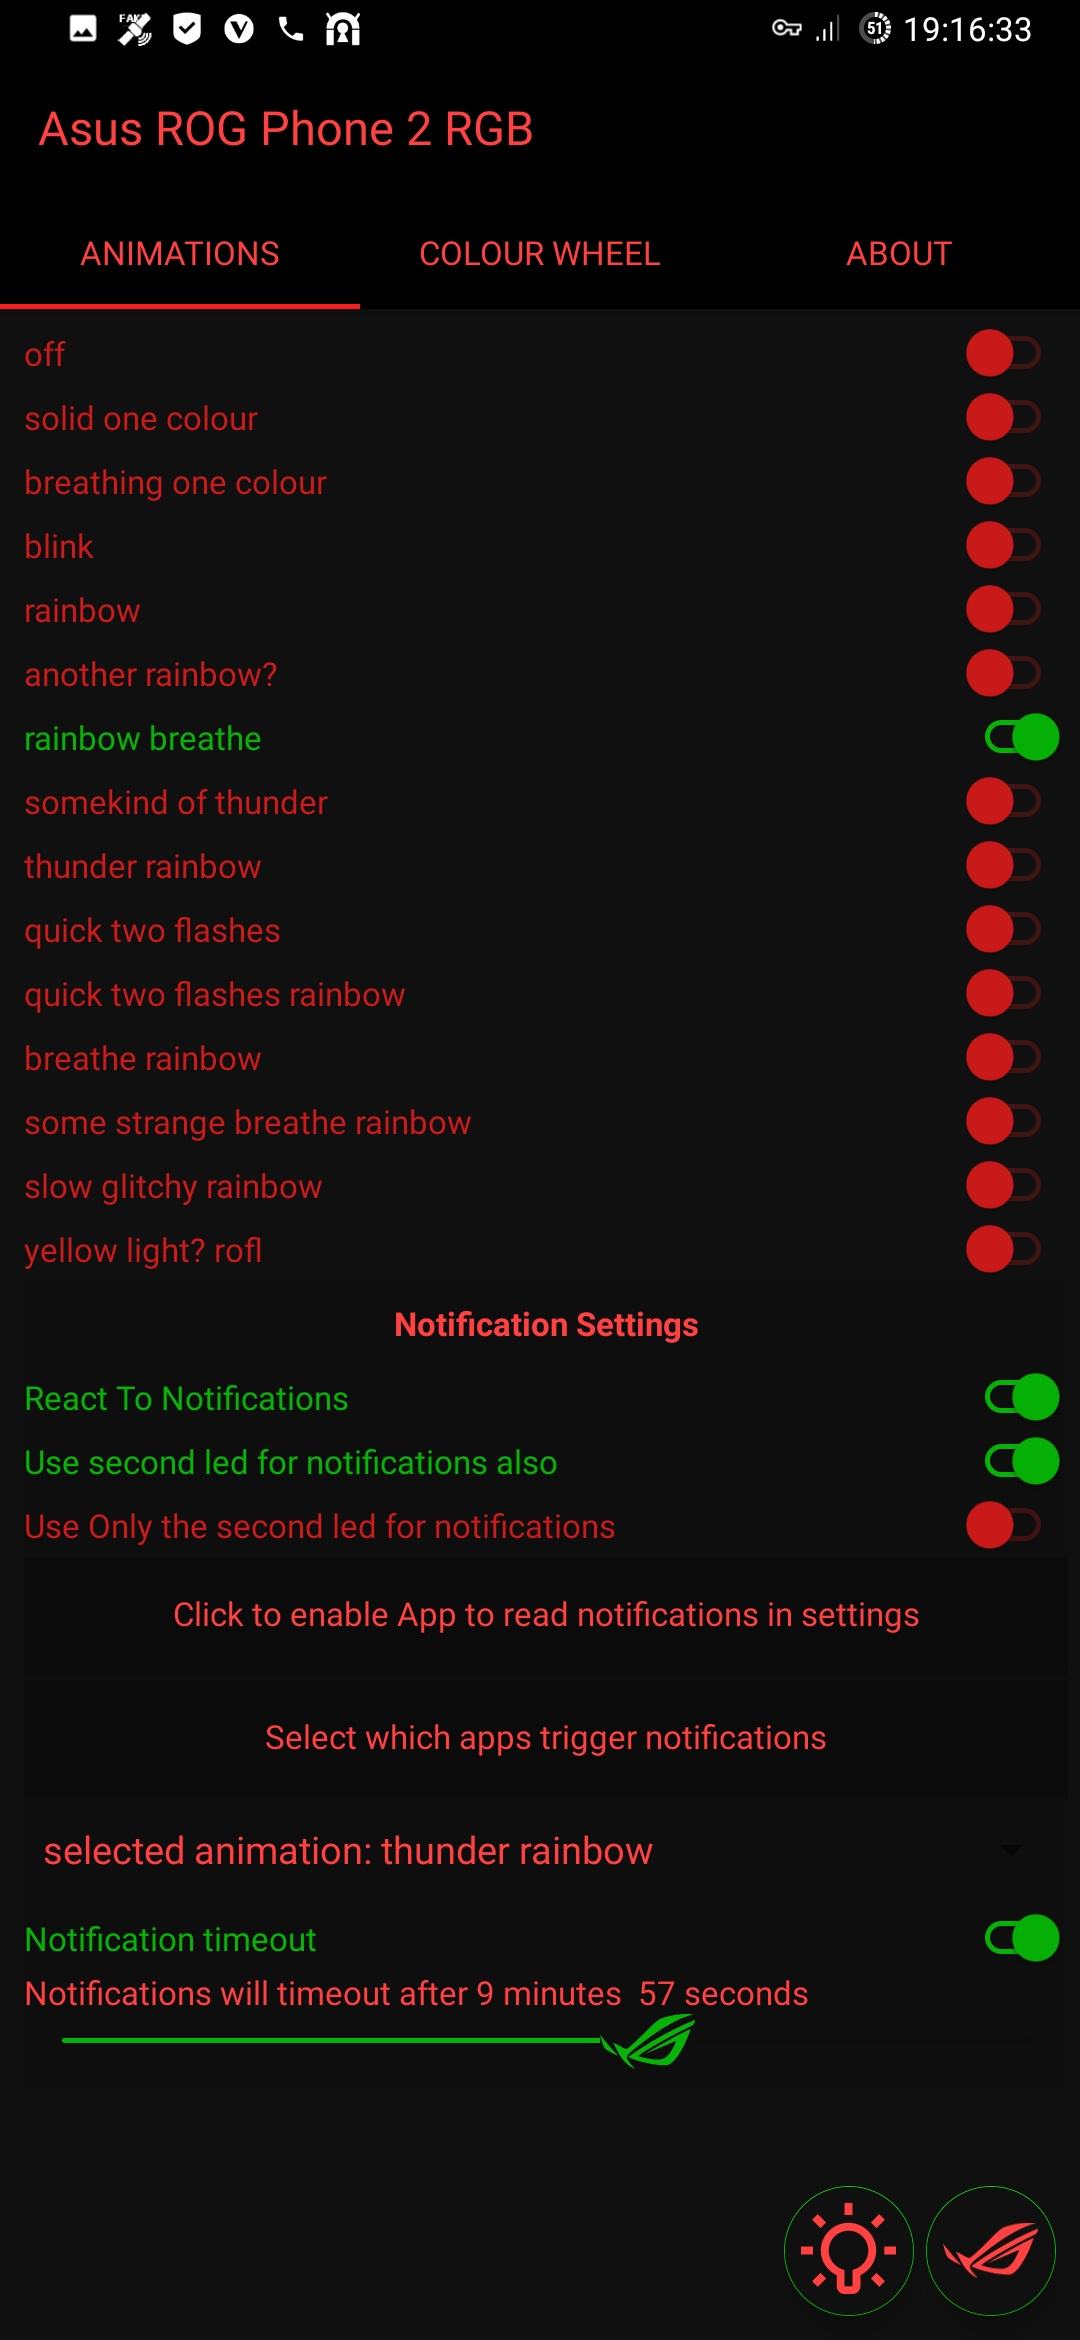 FAKE
51
19:16:33
Asus ROG Phone 2 RGB
ANIMATIONS
COLOUR WHEEL
ABOUT
off
solid one colour
breathing one colour
blink
rainbow
another rainbow?
rainbow breathe
somekind of thunder
thunder rainbow
quick two flashes
quick two flashes rainbow
breathe rainbow
some strange breathe rainbow
slow glitchy rainbow
yellow light? rofl
Notification Settings
React To Notifications
Use second led for notifications also
Use Only the second led for notifications
Click to enable App to read notifications in settings
Select which apps trigger notifications
selected animation: thunder rainbow
Notification timeout
Notifications will timeout after 9 minutes  57 seconds